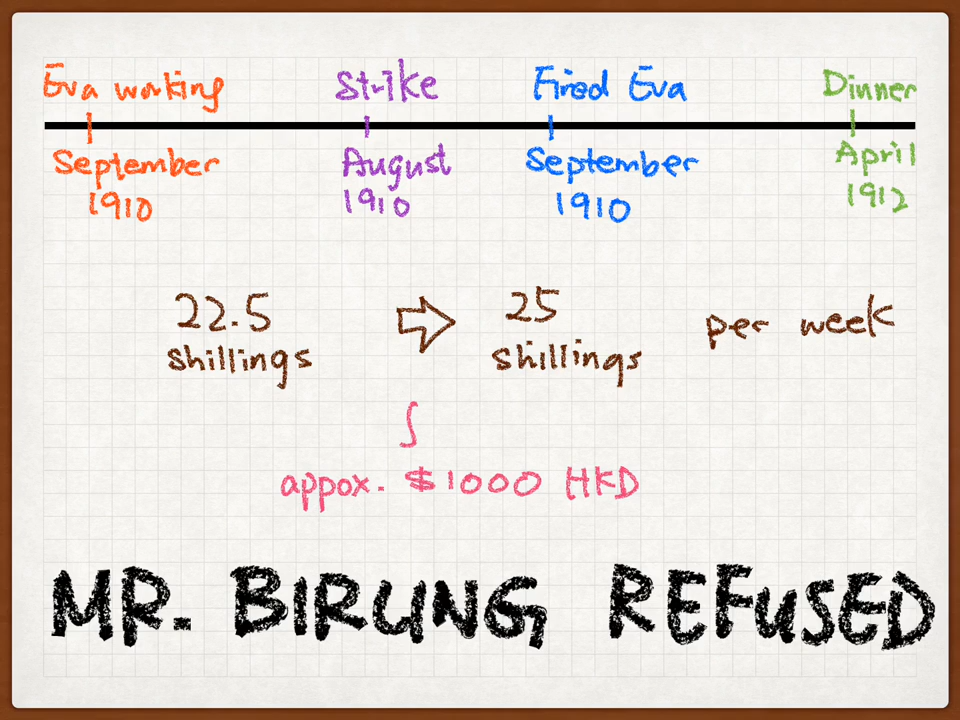 Eva working Strike Fired Eva Dinner
September August September April
1910 1910 1910 1912
22.5 25 per week
shillings shillings
appox. $1000 HKD
MR. BIRLING REFUSED